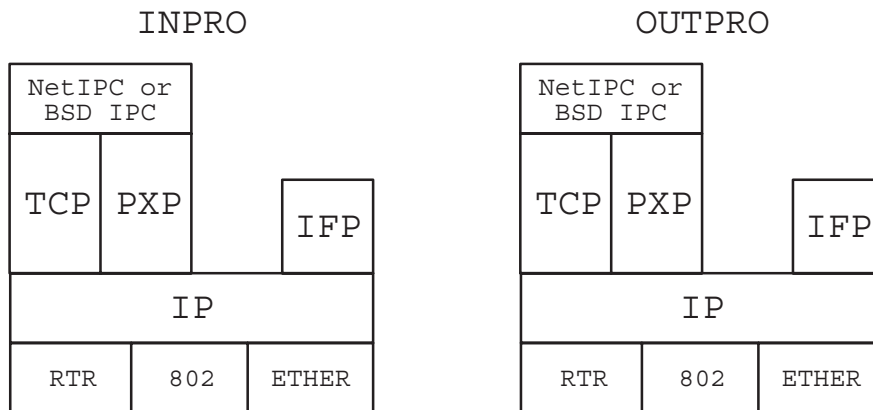 INPRO
NetIPC or
BSD IPC
TCP
PXP
IFP
IP
RTR
802
ETHER
OUTPRO
NetIPC or
BSD IPC
TCP
PXP
IFP
IP
RTR
802
ETHER